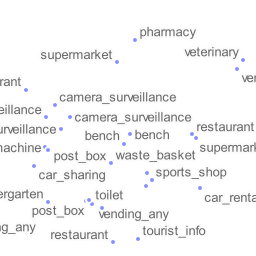 pharmacy
supermarket
veterinary
ver
rant
camera_surveillance
eillance
camera_surveillance
urveillance
bench
bench
restaurant
machine
supermark
post_box
waste_basket
car_sharing
sports_shop
ergarten
toilet
car_renta
post_box
vending_any
ng_any
restaurant
tourist_info